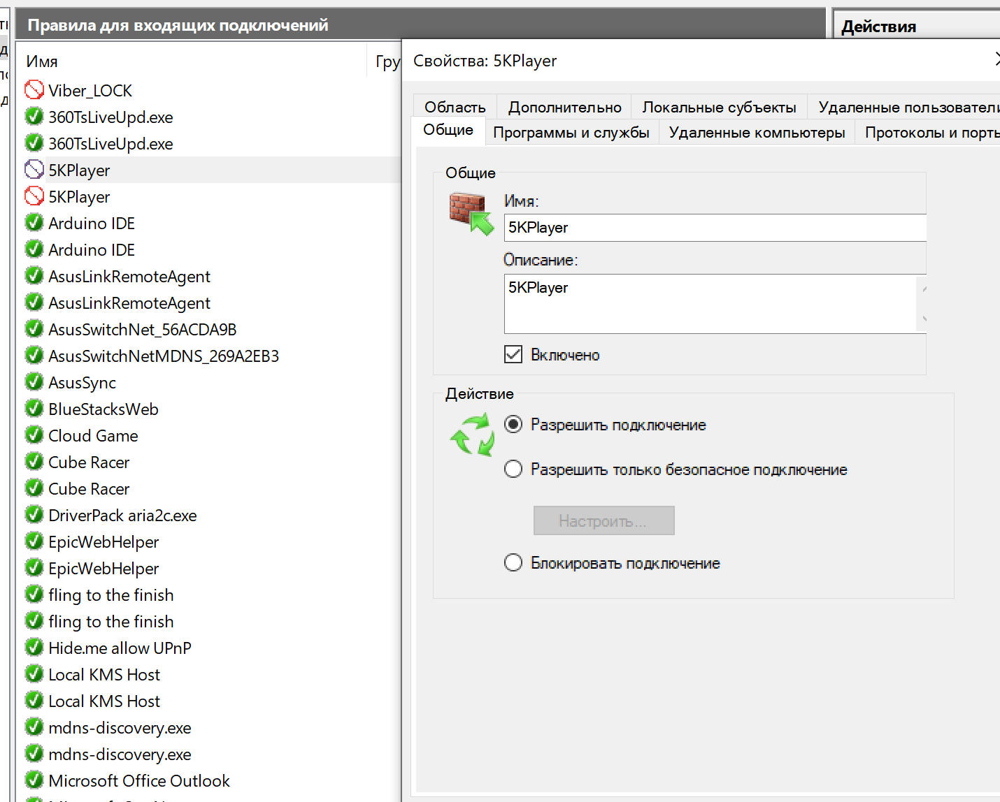 Правила для входящих подключений
Действия
Имя
Гру
Viber_LOCK
360TsLiveUpd.exe
360TsLiveUpd.exe
5KPlayer
5KPlayer
Arduino IDE
Arduino IDE
AsusLinkRemoteAgent
AsusLinkRemoteAgent
AsusSwitchNet_56ACDA9B
AsusSwitchNetMDNS_269A2EB3
AsusSync
BlueStacksWeb
Cloud Game
Cube Racer
Cube Racer
DriverPack aria2c.exe
EpicWebHelper
EpicWebHelper
fling to the finish
fling to the finish
Hide.me allow UPnP
Local KMS Host
Local KMS Host
mdns-discovery.exe
mdns-discovery.exe
Microsoft Office Outlook
Свойства: 5KPlayer
Область Дополнительно Локальные субъекты Удаленные пользователи
Общие Программы и службы Удаленные компьютеры Протоколы и порты
Общие
Имя:
5KPlayer
Описание:
5KPlayer
Включено
Действие
Разрешить подключение
Разрешить только безопасное подключение
Настроить...
Блокировать подключение